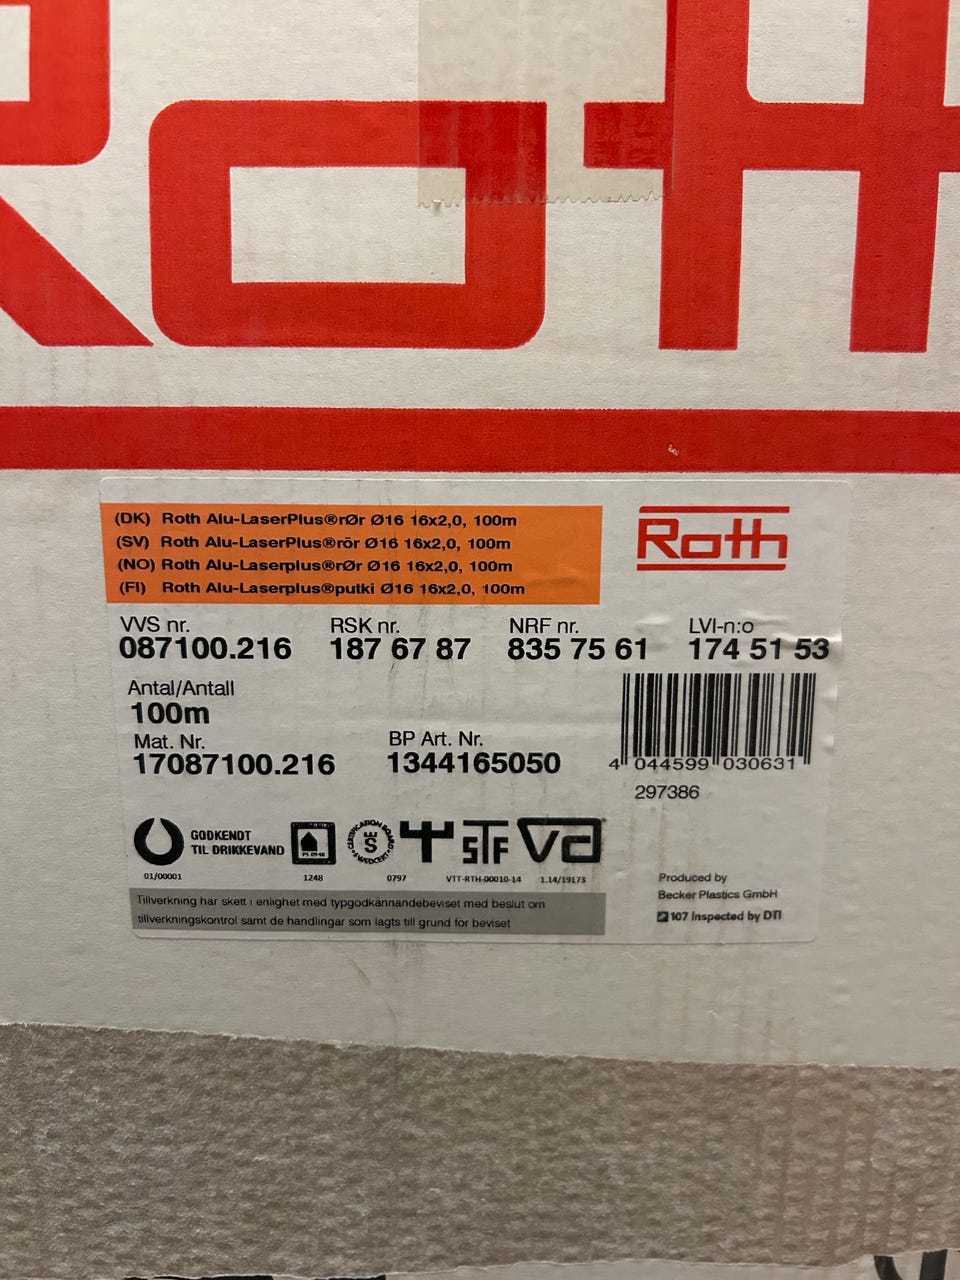 Roth
(DK) Roth Alu-LaserPlus®rØr Ø16 16x2,0, 100m
(SV) Roth Alu-LaserPlus®rör Ø16 16x2,0, 100m
(NO) Roth Alu-Laserplus®rØr Ø16 16x2,0, 100m
(FI) Roth Alu-Laserplus®putki Ø16 16x2,0, 100m
Roth
VVS nr. RSK nr. NRF nr. LVI-n:o
087100.216 187 67 87 835 75 61 174 51 53
Antal/Antall
100m
Mat. Nr. BP Art. Nr.
17087100.216 1344165050
4 044599 030631
297386
GODKENDT
TIL DRIKKEVAND
CERTIFICATION BOARD
SWEDCERT
S
STF
VA
01/00001 1248 0797 VTT-RTH-00010-14 1.14/19173
Tillverkning har skett i enlighet med typgodkännandebeviset med beslut om
tillverkningskontrol samt de handlingar som lagts till grund för beviset
Produced by
Becker Plastics GmbH
107 Inspected by DTI